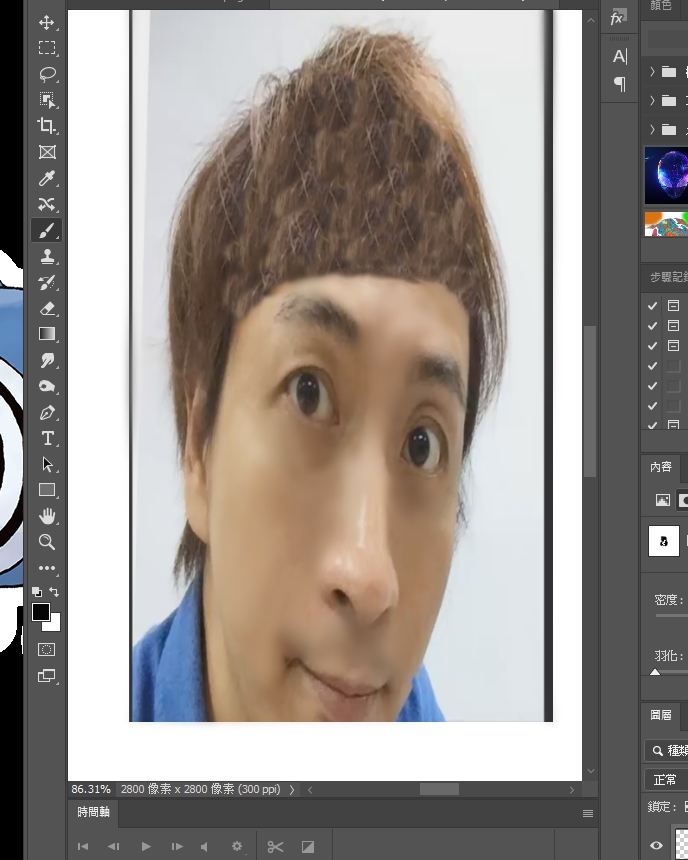 顏色
步驟記錄
內容
密度：
羽化：
圖層
種類
正常
鎖定：
86.31%
2800 像素 x 2800 像素 (300 ppi)
時間軸